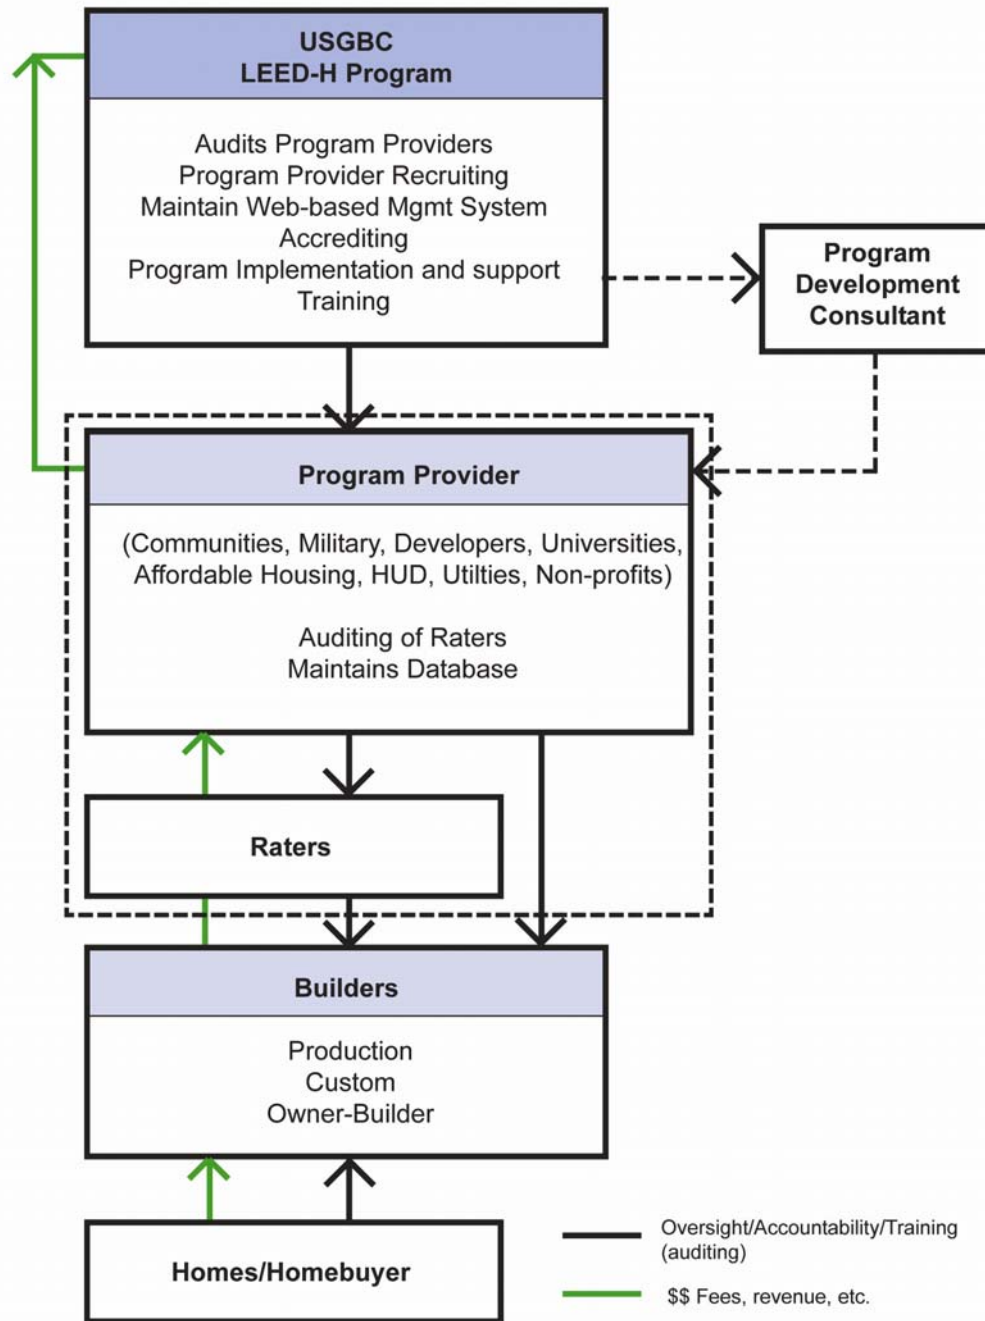 USGBC
LEED-H Program
Audits Program Providers
Program Provider Recruiting
Maintain Web-based Mgmt System
Accrediting
Program Implementation and support
Training
Program
Development
Consultant
Program Provider
(Communities, Military, Developers, Universities,
Affordable Housing, HUD, Utilties, Non-profits)
Auditing of Raters
Maintains Database
Raters
Builders
Production
Custom
Owner-Builder
Homes/Homebuyer
Oversight/Accountability/Training
(auditing)
$$ Fees, revenue, etc.